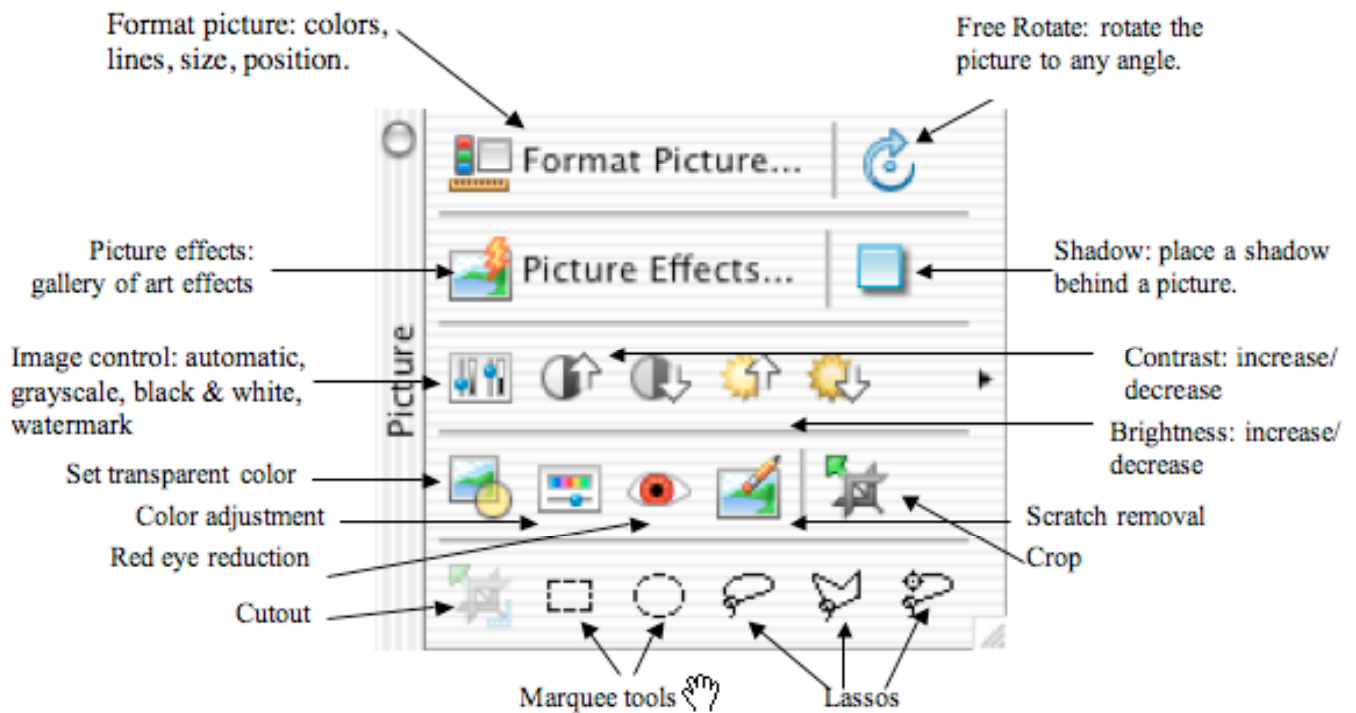 Format picture: colors,
lines, size, position.
Free Rotate: rotate the
picture to any angle.
Format Picture...
Picture effects:
gallery of art effects
Picture Effects...
Shadow: place a shadow
behind a picture.
Picture
Image control: automatic,
grayscale, black & white,
watermark
Contrast: increase/
decrease
Brightness: increase/
decrease
Set transparent color
Color adjustment
Red eye reduction
Cutout
Scratch removal
Crop
Marquee tools
Lassos